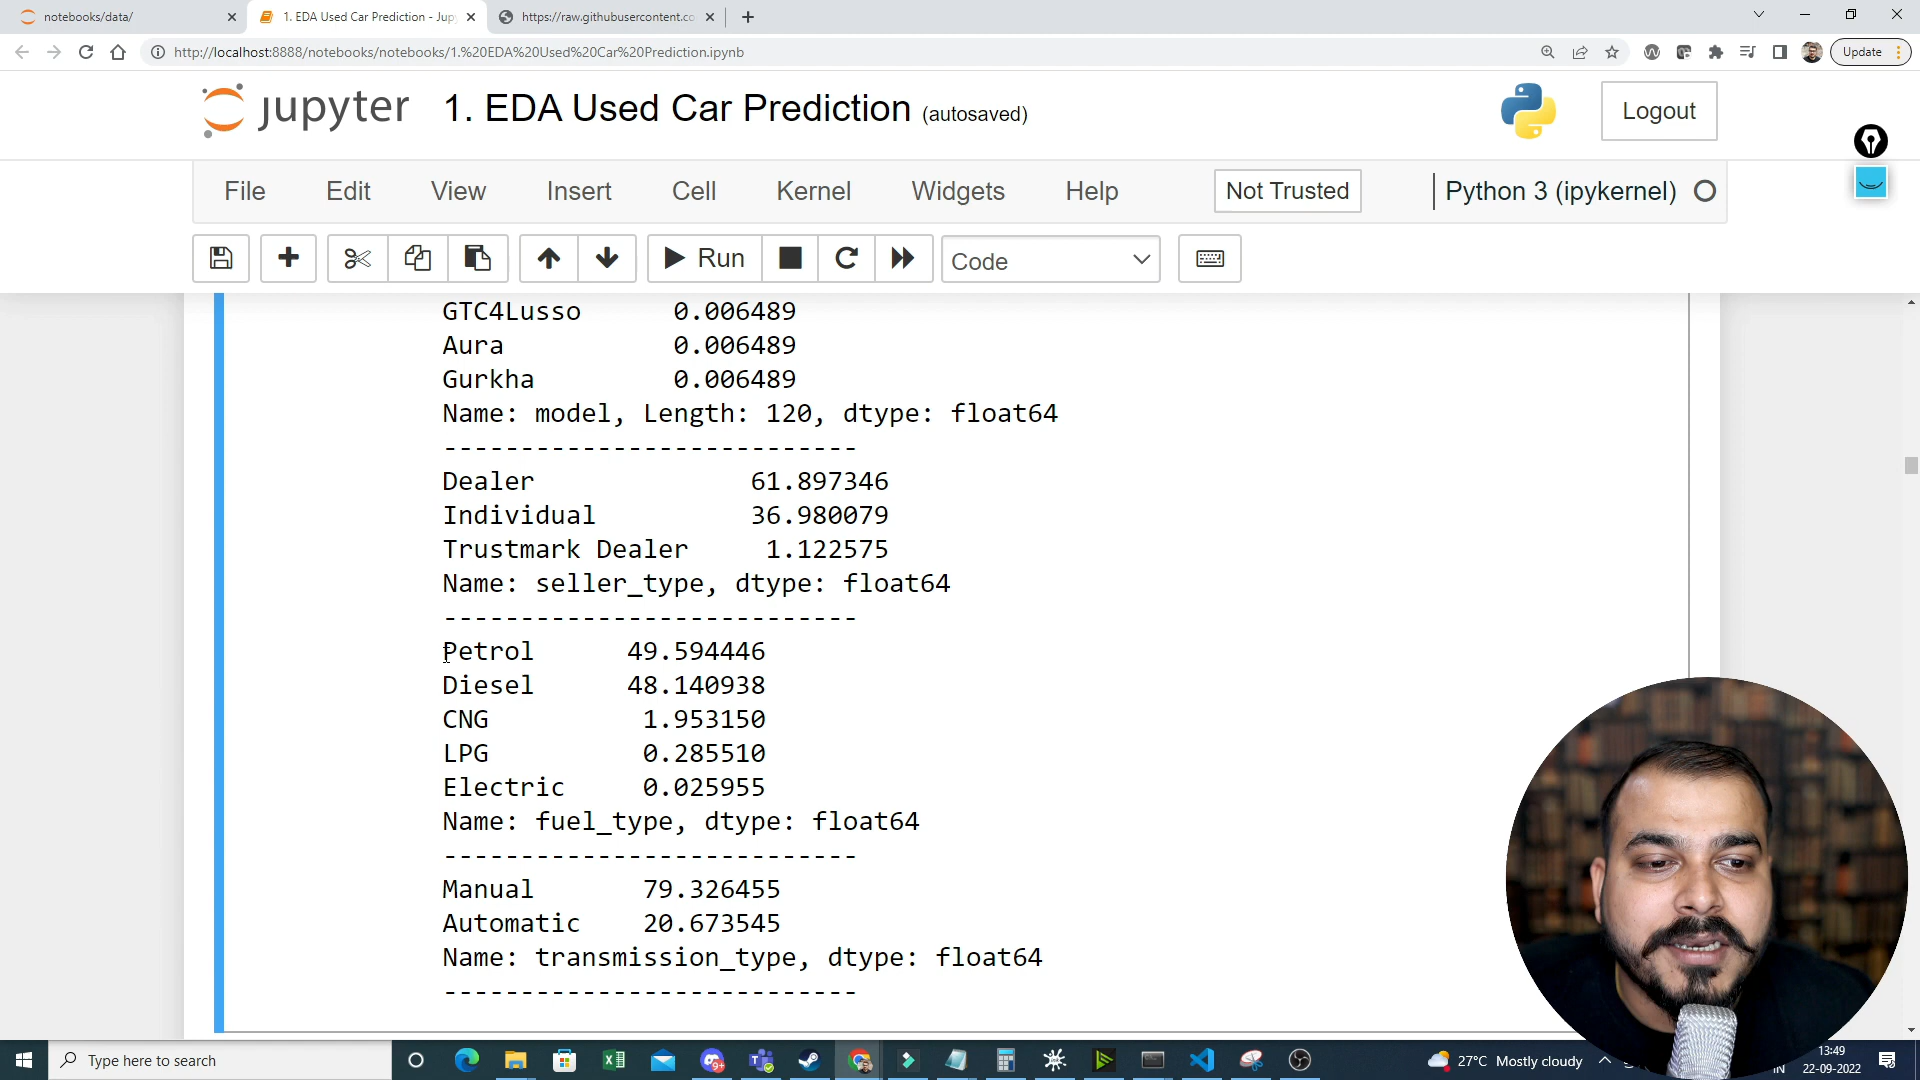 notebooks/data/
1. EDA Used Car Prediction - Jup
https://raw.githubusercontent.co
http://localhost:8888/notebooks/notebooks/1.%20EDA%20Used%20Car%20Prediction.ipynb
Update
jupyter 1. EDA Used Car Prediction (autosaved)
Logout
File Edit View Insert Cell Kernel Widgets Help Not Trusted Python 3 (ipykernel)
Run Code
GTC4Lusso 0.006489
Aura 0.006489
Gurkha 0.006489
Name: model, Length: 120, dtype: float64
---------------------------
Dealer 61.897346
Individual 36.980079
Trustmark Dealer 1.122575
Name: seller_type, dtype: float64
---------------------------
Petrol 49.594446
Diesel 48.140938
CNG 1.953150
LPG 0.285510
Electric 0.025955
Name: fuel_type, dtype: float64
---------------------------
Manual 79.326455
Automatic 20.673545
Name: transmission_type, dtype: float64
---------------------------
Type here to search
9+
27°C Mostly cloudy
13:49
IN 22-09-2022